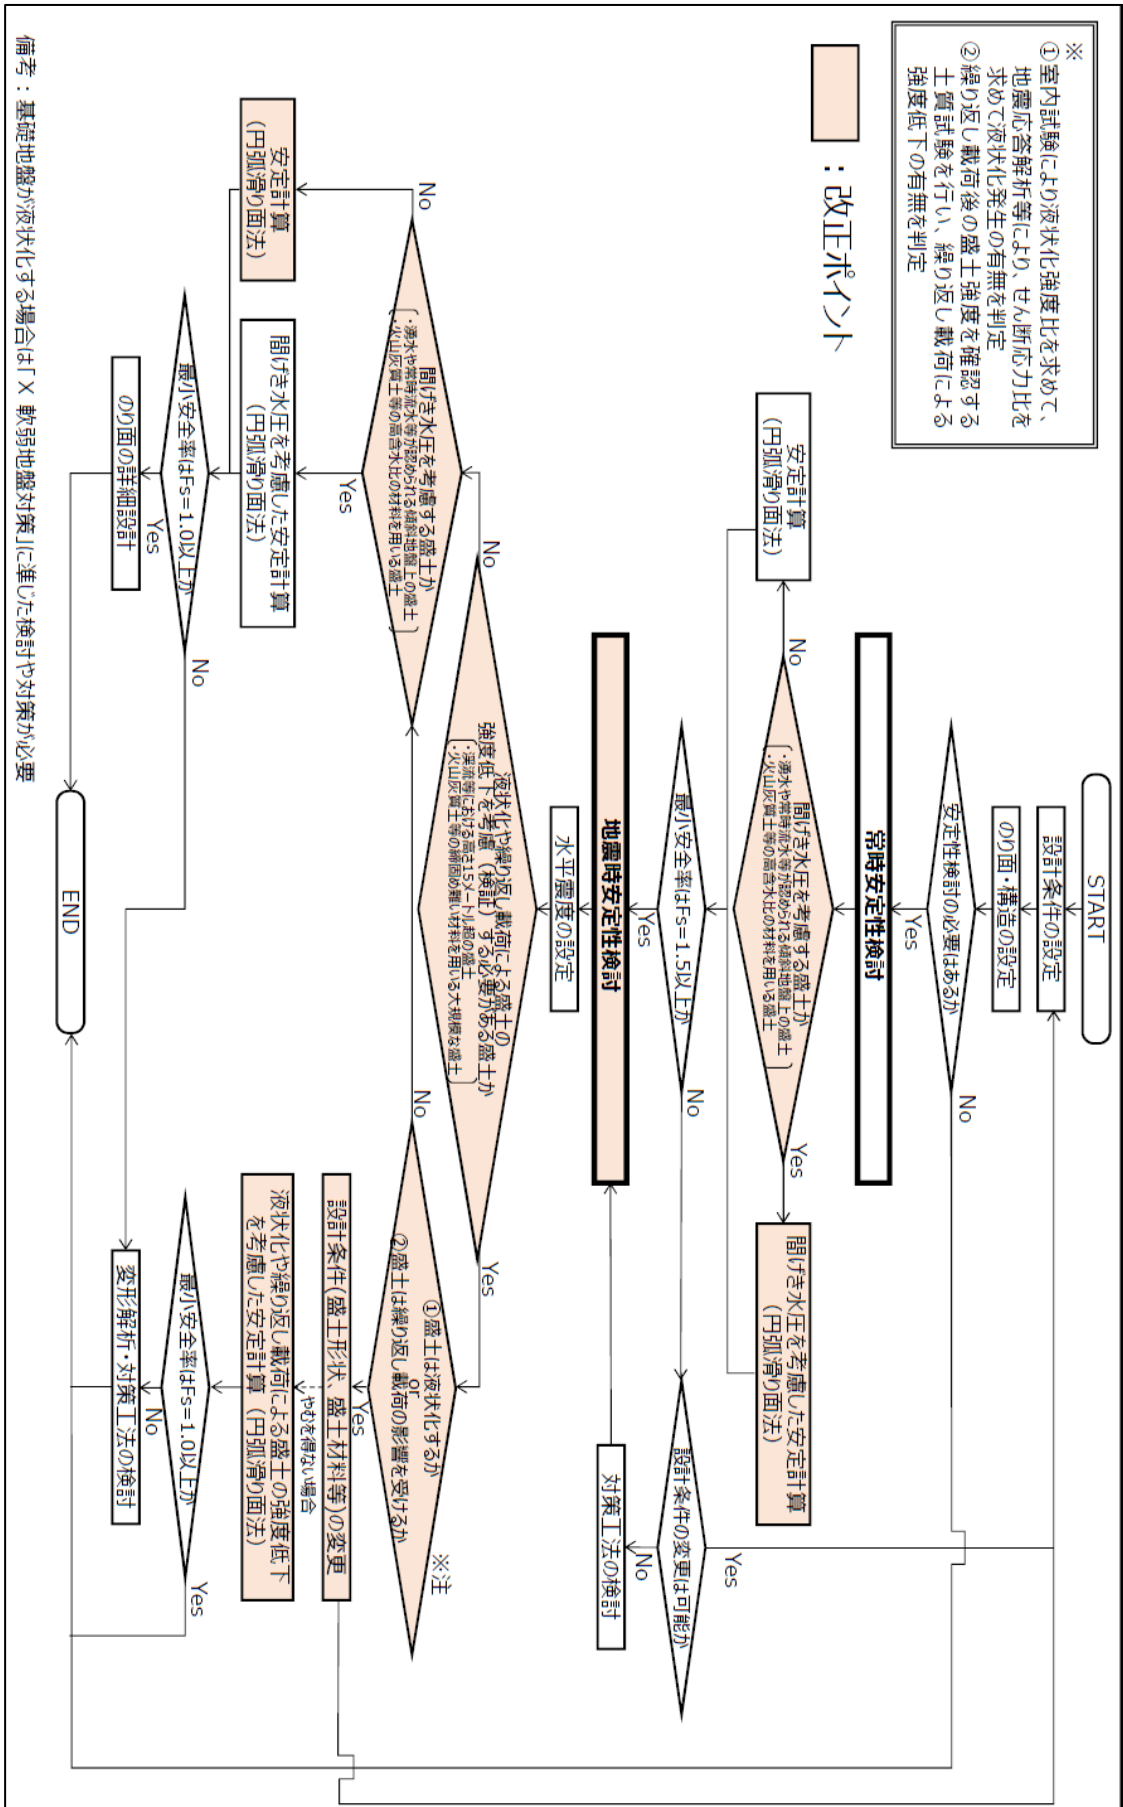 START
設計条件の設定
のり面・構造の設定
安定性検討の必要はあるか
No
Yes
常時安定性検討
間げき水圧を考慮する盛土か
・湧水や常時流水等が認められる傾斜地盤上の盛土
・火山灰質土等の高含水比の材料を用いる盛土
No
Yes
安定計算
(円弧滑り面法)
間げき水圧を考慮した安定計算
(円弧滑り面法)
最小安全率はFs=1.5以上か
No
Yes
設計条件の変更は可能か
Yes
No
対策工法の検討
地震時安定性検討
水平震度の設定
液状化や繰り返し載荷による盛土の
強度低下を考慮(検証)する必要がある盛土か
・渓流等における高さ15メートル超の盛土
・火山灰質土等の締固め難い材料を用いる大規模な盛土
No
Yes
間げき水圧を考慮する盛土か
・湧水や常時流水等が認められる傾斜地盤上の盛土
・火山灰質土等の高含水比の材料を用いる盛土
No
Yes
①盛土は液状化するか
or
②盛土は繰り返し載荷の影響を受けるか
※注
No
Yes
設計条件(盛土形状、盛土材料等)の変更
やむを得ない場合
安定計算
(円弧滑り面法)
間げき水圧を考慮した安定計算
(円弧滑り面法)
液状化や繰り返し載荷による盛土の強度低下
を考慮した安定計算 (円弧滑り面法)
最小安全率はFs=1.0以上か
No
Yes
最小安全率はFs=1.0以上か
Yes
No
のり面の詳細設計
変形解析・対策工法の検討
END
※
①室内試験により液状化強度比を求めて、
地震応答解析等により、せん断応力比を
求めて液状化発生の有無を判定
②繰り返し載荷後の盛土強度を確認する
土質試験を行い、繰り返し載荷による
強度低下の有無を判定
：改正ポイント
備考：基礎地盤が液状化する場合は「X 軟弱地盤対策」に準じた検討や対策が必要